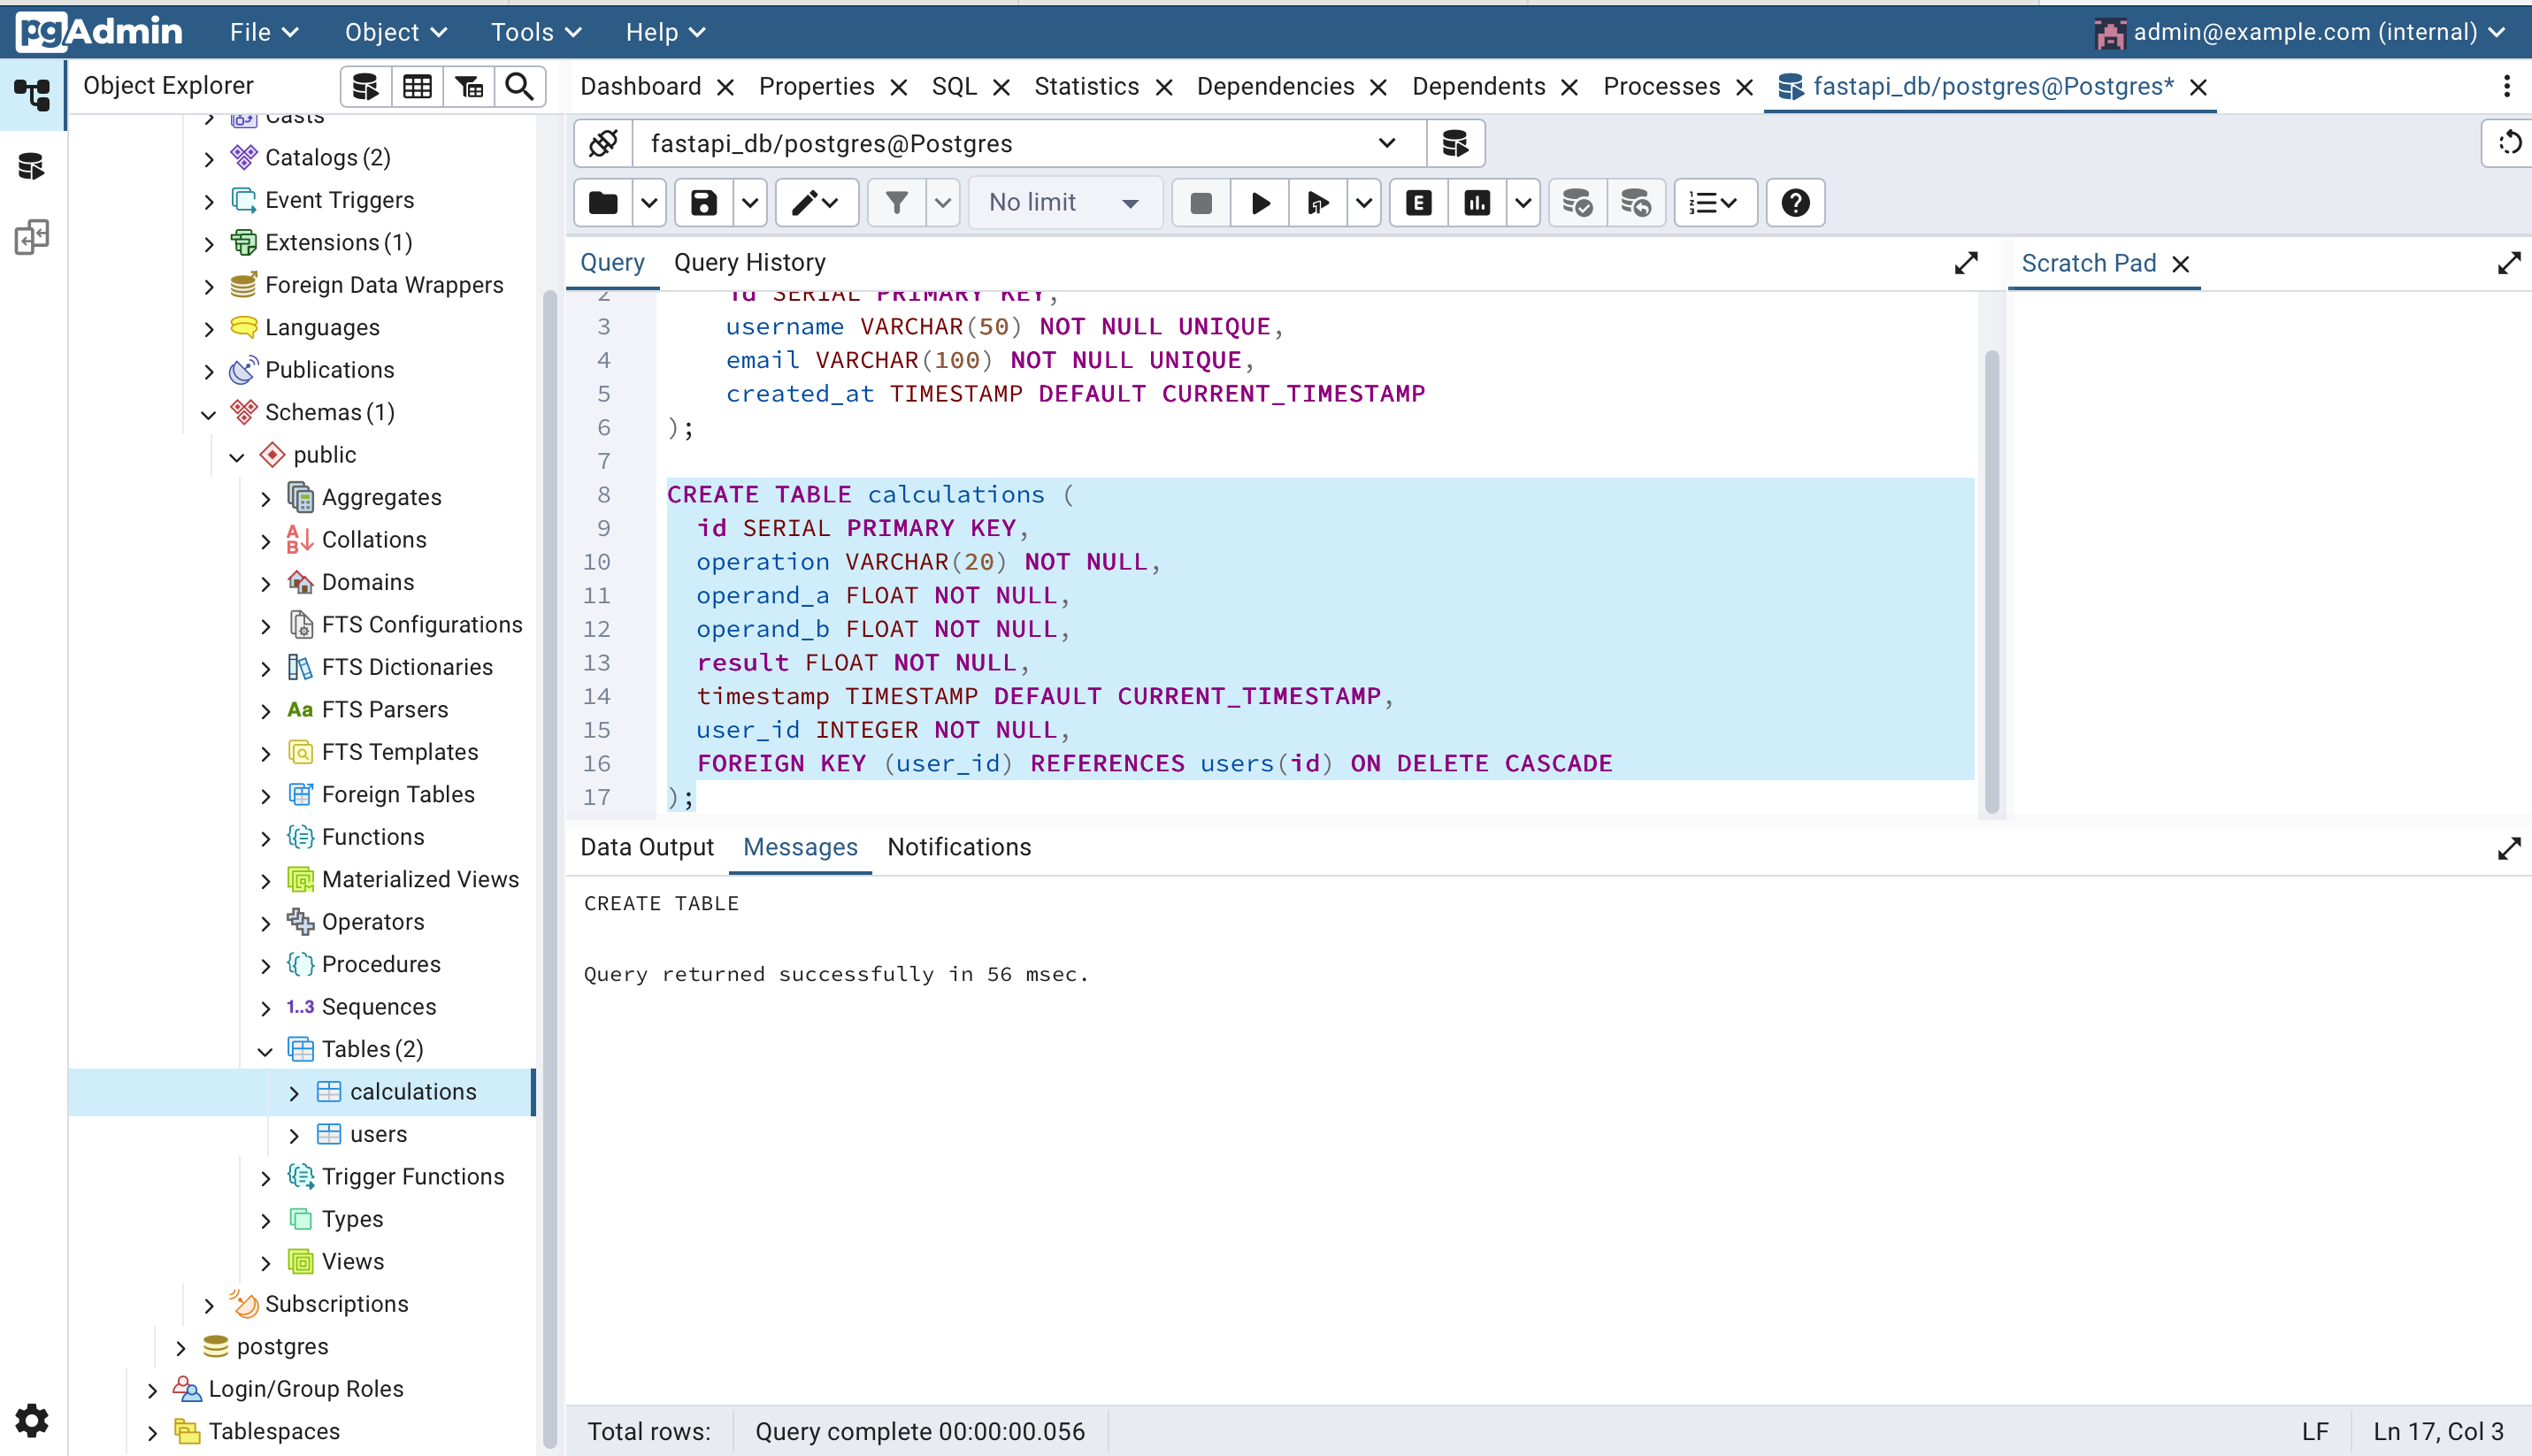 pgAdmin File Object Tools Help admin@example.com (internal)
Object Explorer
Dashboard Properties SQL Statistics Dependencies Dependents Processes fastapi_db/postgres@Postgres*
Casts
Catalogs (2)
Event Triggers
Extensions (1)
Foreign Data Wrappers
Languages
Publications
Schemas (1)
public
Aggregates
Collations
Domains
FTS Configurations
FTS Dictionaries
Aa FTS Parsers
FTS Templates
Foreign Tables
Functions
Materialized Views
Operators
Procedures
1..3 Sequences
Tables (2)
calculations
users
Trigger Functions
Types
Views
Subscriptions
postgres
Login/Group Roles
Tablespaces
fastapi_db/postgres@Postgres
No limit E
Query Query History
Scratch Pad
2 id SERIAL PRIMARY KEY,
3 username VARCHAR(50) NOT NULL UNIQUE,
4 email VARCHAR(100) NOT NULL UNIQUE,
5 created_at TIMESTAMP DEFAULT CURRENT_TIMESTAMP
6 );
7
8 CREATE TABLE calculations (
9 id SERIAL PRIMARY KEY,
10 operation VARCHAR(20) NOT NULL,
11 operand_a FLOAT NOT NULL,
12 operand_b FLOAT NOT NULL,
13 result FLOAT NOT NULL,
14 timestamp TIMESTAMP DEFAULT CURRENT_TIMESTAMP,
15 user_id INTEGER NOT NULL,
16 FOREIGN KEY (user_id) REFERENCES users(id) ON DELETE CASCADE
17 );
Data Output Messages Notifications
CREATE TABLE
Query returned successfully in 56 msec.
Total rows: Query complete 00:00:00.056 LF Ln 17, Col 3